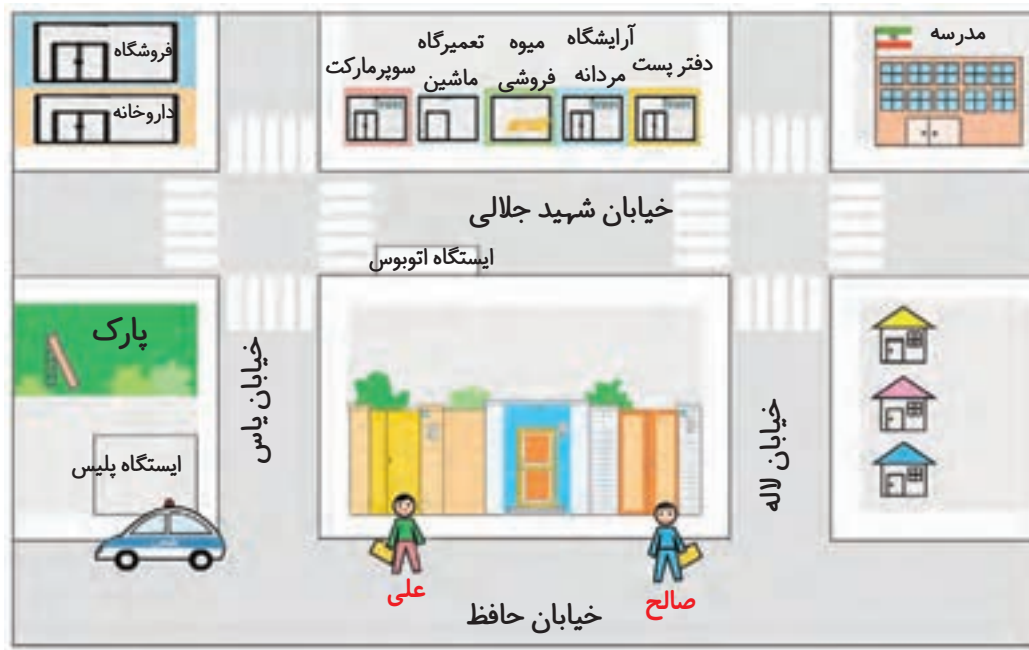 مدرسه
آرایشگاه
میوه
تعمیرگاه
دفتر پست
مردانه
فروشی
ماشین
سوپرمارکت
فروشگاه
داروخانه
خیابان شهید جلالی
ایستگاه اتوبوس
پارک
خیابان یاس
خیابان لاله
ایستگاه پلیس
علی
صالح
خیابان حافظ